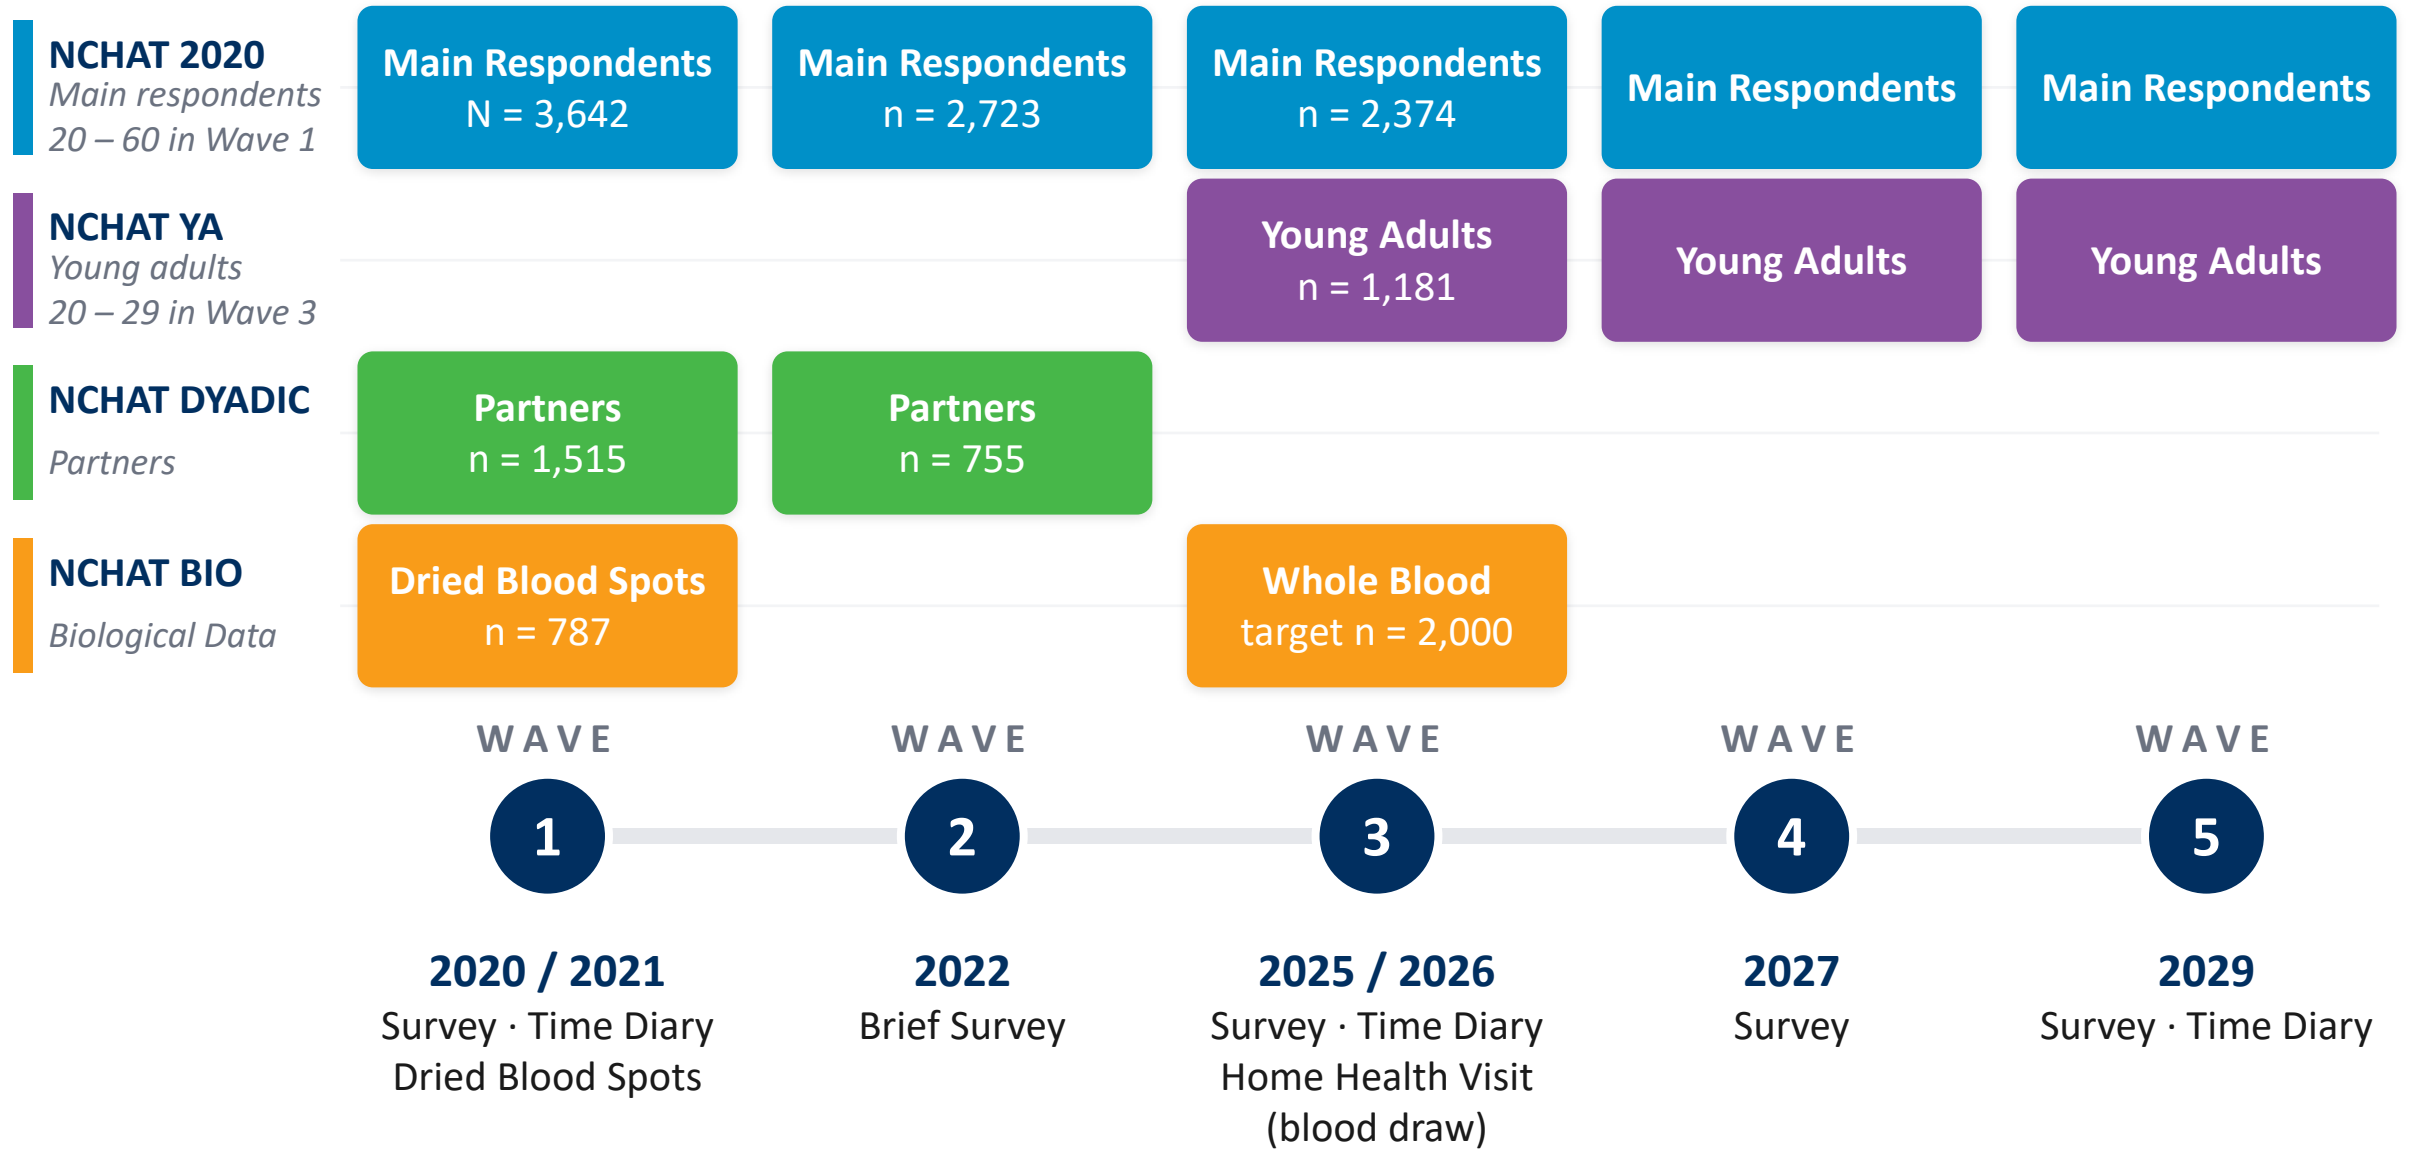 NCHAT 2020
Main respondents
20 – 60 in Wave 1
Main Respondents
N = 3,642
Main Respondents
n = 2,723
Main Respondents
n = 2,374
Main Respondents
Main Respondents
NCHAT YA
Young adults
20 – 29 in Wave 3
Young Adults
n = 1,181
Young Adults
Young Adults
NCHAT DYADIC
Partners
Partners
n = 1,515
Partners
n = 755
NCHAT BIO
Biological Data
Dried Blood Spots
n = 787
Whole Blood
target n = 2,000
WAVE
WAVE
WAVE
WAVE
WAVE
1
2
3
4
5
2020 / 2021
Survey · Time Diary
Dried Blood Spots
2022
Brief Survey
2025 / 2026
Survey · Time Diary
Home Health Visit
(blood draw)
2027
Survey
2029
Survey · Time Diary